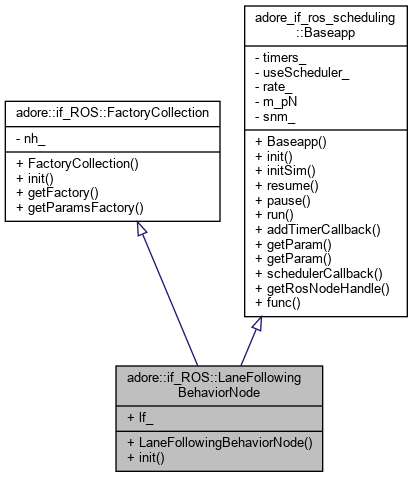 adore_if_ros_scheduling
::Baseapp
- timers_
- useScheduler_
- rate_
- m_pN
- snm_
+ Baseapp()
+ init()
+ initSim()
+ resume()
+ pause()
+ run()
+ addTimerCallback()
+ getParam()
+ getParam()
+ schedulerCallback()
+ getRosNodeHandle()
+ func()
adore::if_ROS::FactoryCollection
- nh_
+ FactoryCollection()
+ init()
+ getFactory()
+ getParamsFactory()
adore::if_ROS::LaneFollowing
BehaviorNode
+ lf_
+ LaneFollowingBehaviorNode()
+ init()